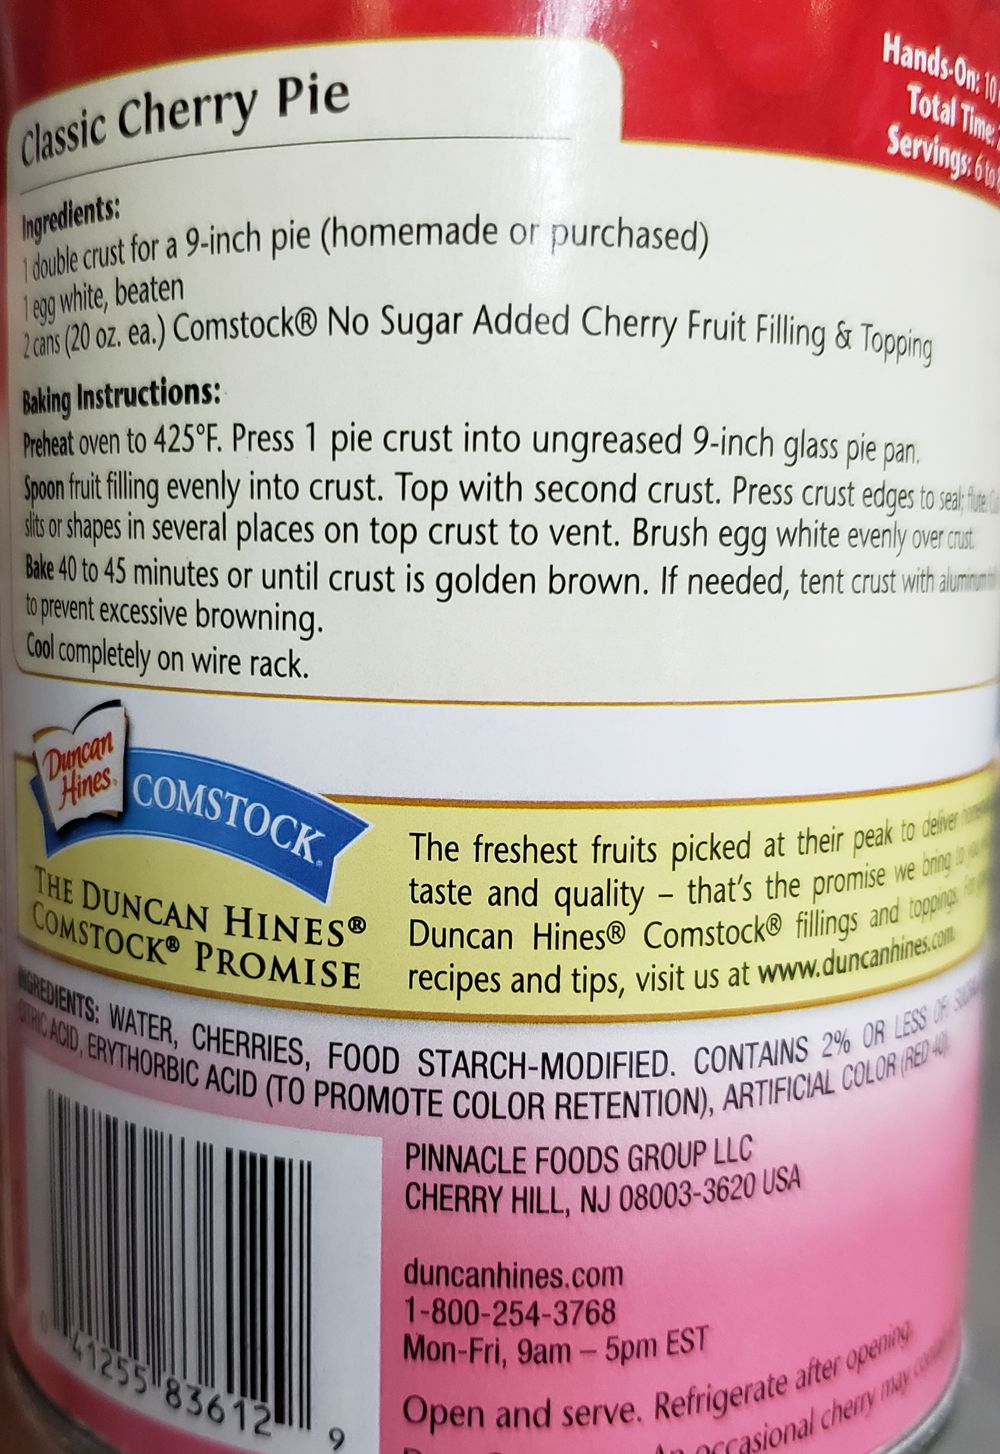 Classic Cherry Pie
Hands-On: 10
Total Time:
Servings: 6 to
Ingredients:
1 double crust for a 9-inch pie (homemade or purchased)
1 egg white, beaten
2 cans (20 oz. ea.) Comstock® No Sugar Added Cherry Fruit Filling & Topping
Baking Instructions:
Preheat oven to 425°F. Press 1 pie crust into ungreased 9-inch glass pie pan.
Spoon fruit filling evenly into crust. Top with second crust. Press crust edges to seal; flute.
slits or shapes in several places on top crust to vent. Brush egg white evenly over crust.
Bake 40 to 45 minutes or until crust is golden brown. If needed, tent crust with aluminum
to prevent excessive browning.
Cool completely on wire rack.
Duncan
Hines®
COMSTOCK®
THE DUNCAN HINES®
COMSTOCK® PROMISE
The freshest fruits picked at their peak to deliver
taste and quality – that's the promise we bring to you
Duncan Hines® Comstock® fillings and toppings. For
recipes and tips, visit us at www.duncanhines.com.
INGREDIENTS: WATER, CHERRIES, FOOD STARCH-MODIFIED. CONTAINS 2% OR LESS OF:
CITRIC ACID, ERYTHORBIC ACID (TO PROMOTE COLOR RETENTION), ARTIFICIAL COLOR (RED 40).
PINNACLE FOODS GROUP LLC
CHERRY HILL, NJ 08003-3620 USA
duncanhines.com
1-800-254-3768
Mon-Fri, 9am – 5pm EST
0 41255 83612 9
Open and serve. Refrigerate after opening.
An occasional cherry may